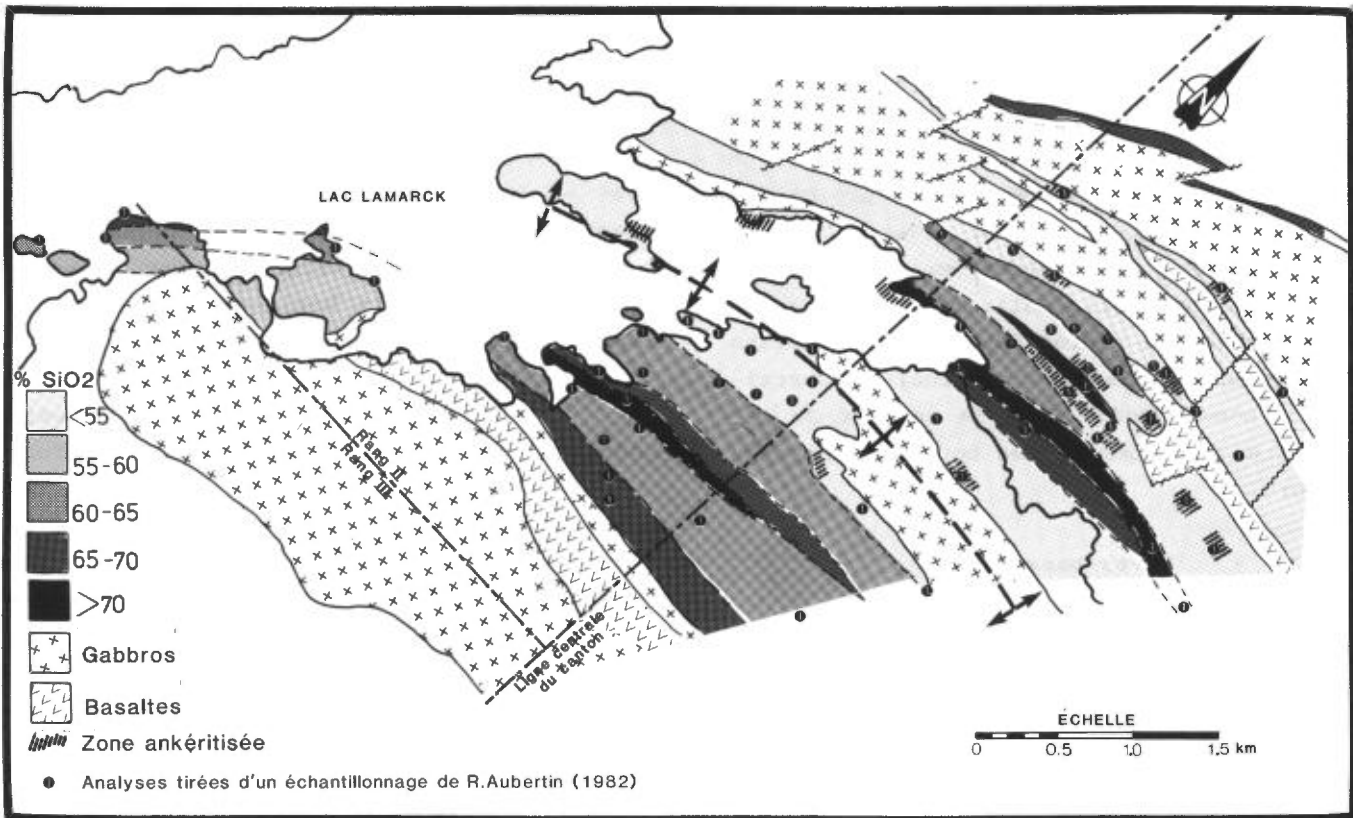 LAC LAMARCK
% SiO2
<55
55-60
60-65
65-70
>70
Gabbros
Basaltes
Zone ankéritisée
Analyses tirées d'un échantillonnage de R.Aubertin (1982)
Rang II
Rang III
Ligne centrale
du canton
N
ÉCHELLE
0 0.5 1.0 1.5 km